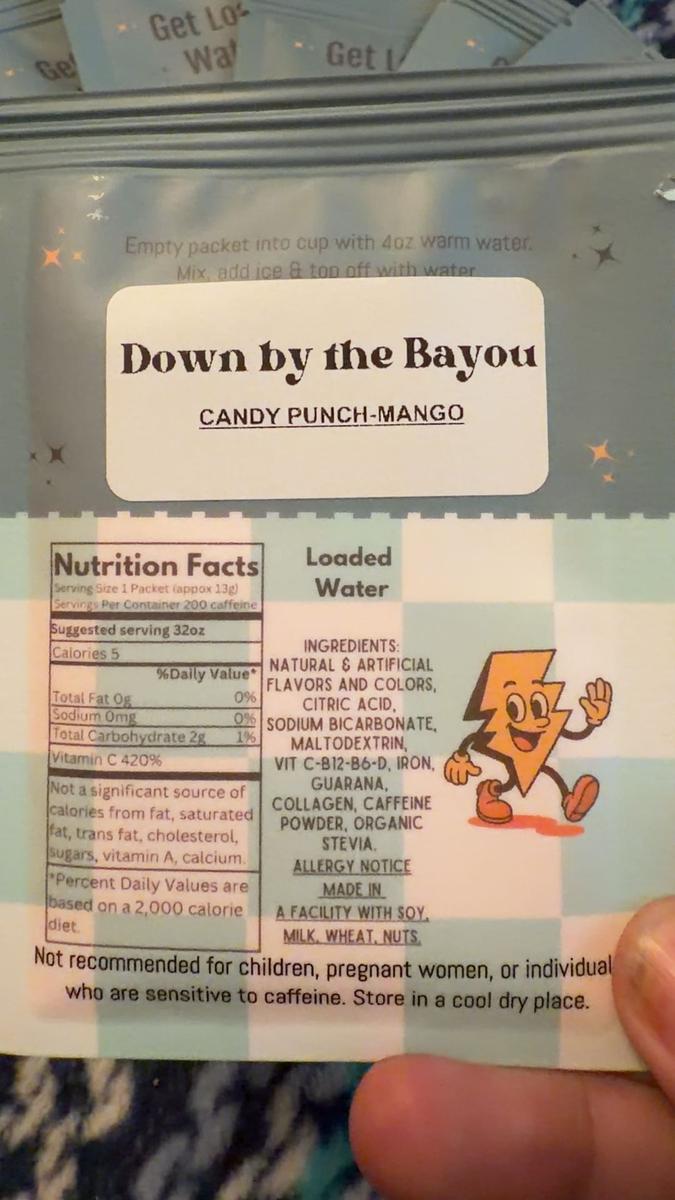 Get Los
Wat
Get L
Ge
Empty packet into cup with 4oz warm water.
Mix, add ice & top off with water
Down by the Bayou
CANDY PUNCH-MANGO
Nutrition Facts
Serving Size 1 Packet (appox 13g)
Servings Per Container 200 caffeine
Suggested serving 32oz
Calories 5
%Daily Value*
Total Fat 0g 0%
Sodium 0mg 0%
Total Carbohydrate 2g 1%
Vitamin C 420%
Not a significant source of
calories from fat, saturated
fat, trans fat, cholesterol,
sugars, vitamin A, calcium.
*Percent Daily Values are
based on a 2,000 calorie
diet.
Loaded
Water
INGREDIENTS:
NATURAL & ARTIFICIAL
FLAVORS AND COLORS,
CITRIC ACID,
SODIUM BICARBONATE,
MALTODEXTRIN,
VIT C-B12-B6-D, IRON,
GUARANA,
COLLAGEN, CAFFEINE
POWDER, ORGANIC
STEVIA.
ALLERGY NOTICE
MADE IN
A FACILITY WITH SOY,
MILK, WHEAT, NUTS.
Not recommended for children, pregnant women, or individual
who are sensitive to caffeine. Store in a cool dry place.